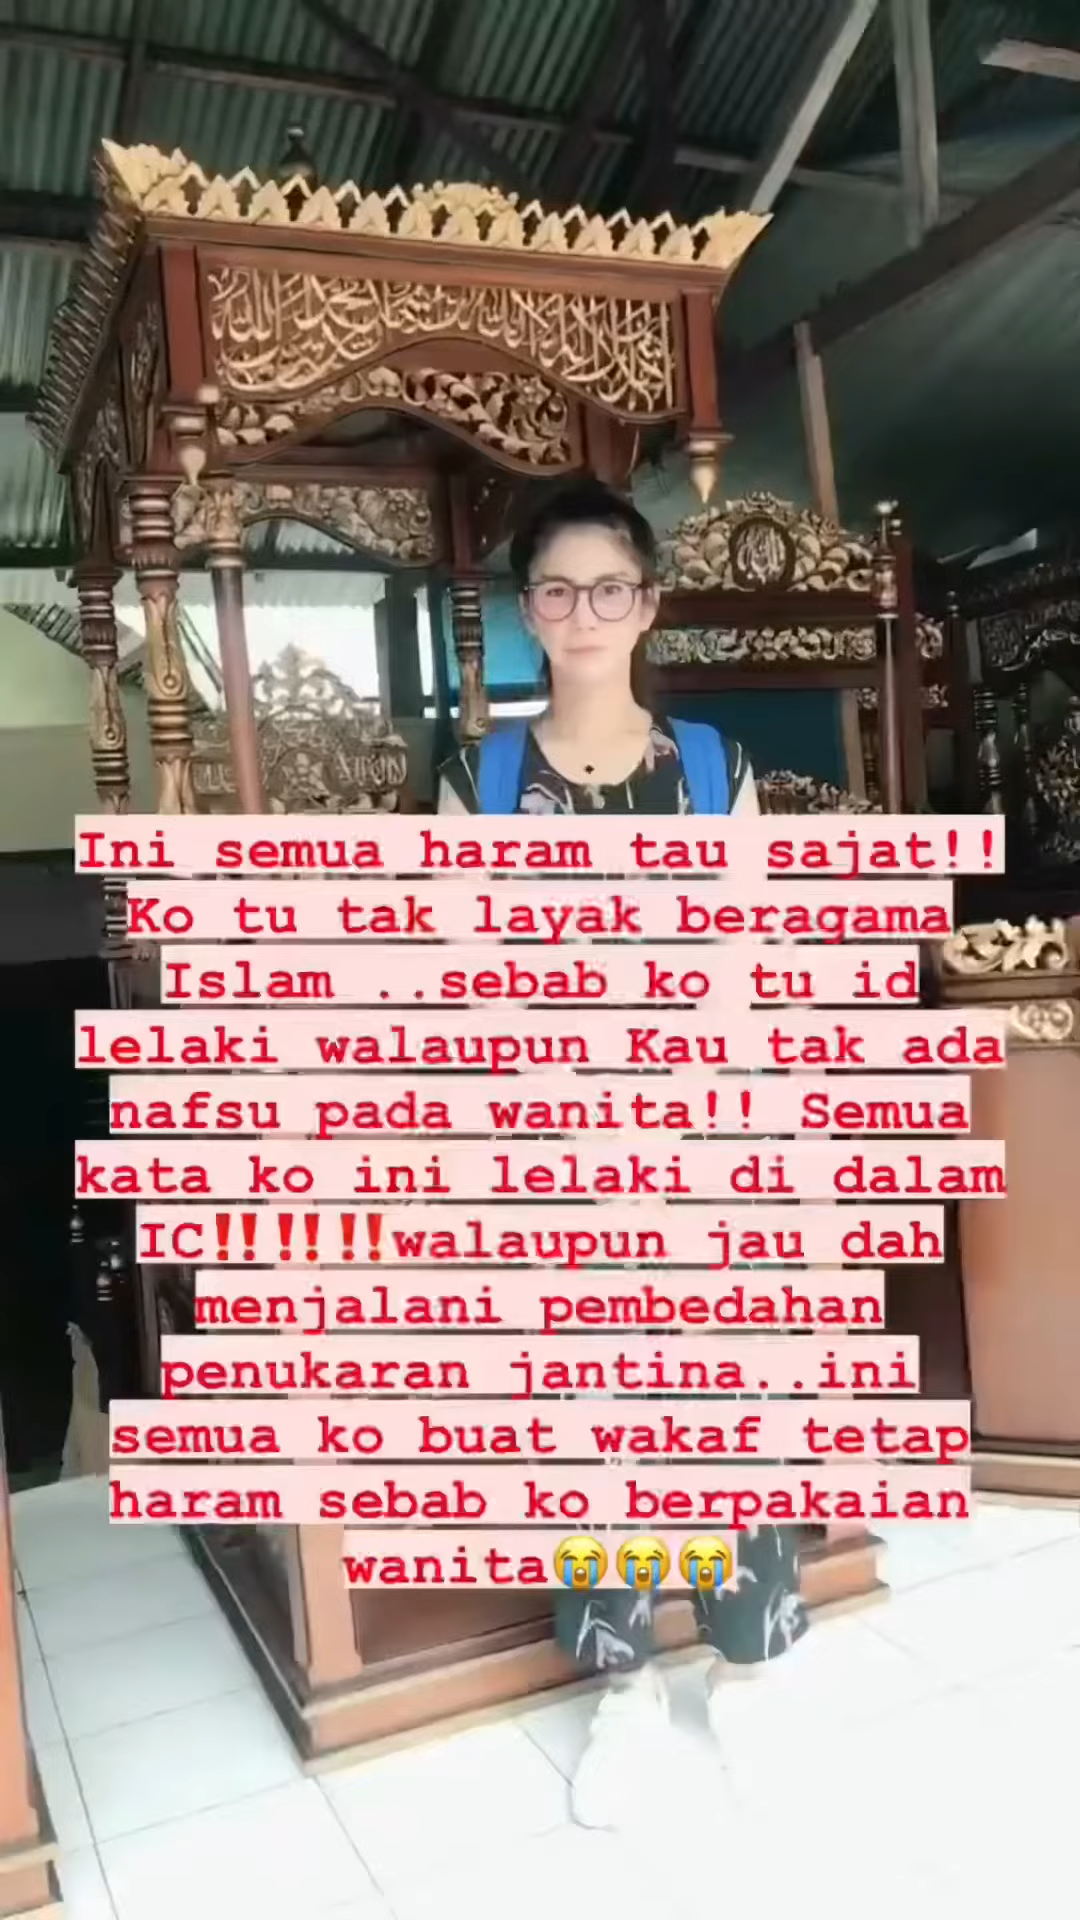 Ini semua haram tau sajat!!
Ko tu tak layak beragama
Islam ..sebab ko tu id
lelaki walaupun Kau tak ada
nafsu pada wanita!! Semua
kata ko ini lelaki di dalam
IC‼️‼️‼️walaupun jau dah
menjalani pembedahan
penukaran jantina..ini
semua ko buat wakaf tetap
haram sebab ko berpakaian
wanita😭😭😭